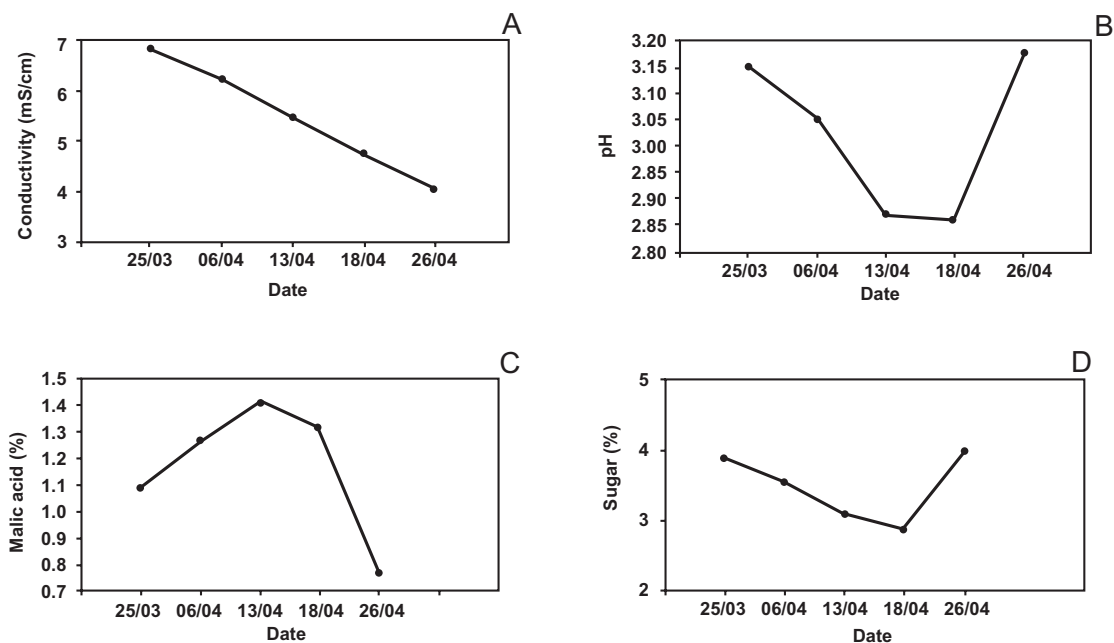 A
Conductivity (mS/cm)
7
6
5
4
3
25/03 06/04 13/04 18/04 26/04
Date
B
pH
3.20
3.15
3.10
3.05
3.00
2.95
2.90
2.85
2.80
25/03 06/04 13/04 18/04 26/04
Date
C
Malic acid (%)
1.5
1.4
1.3
1.2
1.1
1.0
0.9
0.8
0.7
25/03 06/04 13/04 18/04 26/04
Date
D
Sugar (%)
5
4
3
2
25/03 06/04 13/04 18/04 26/04
Date